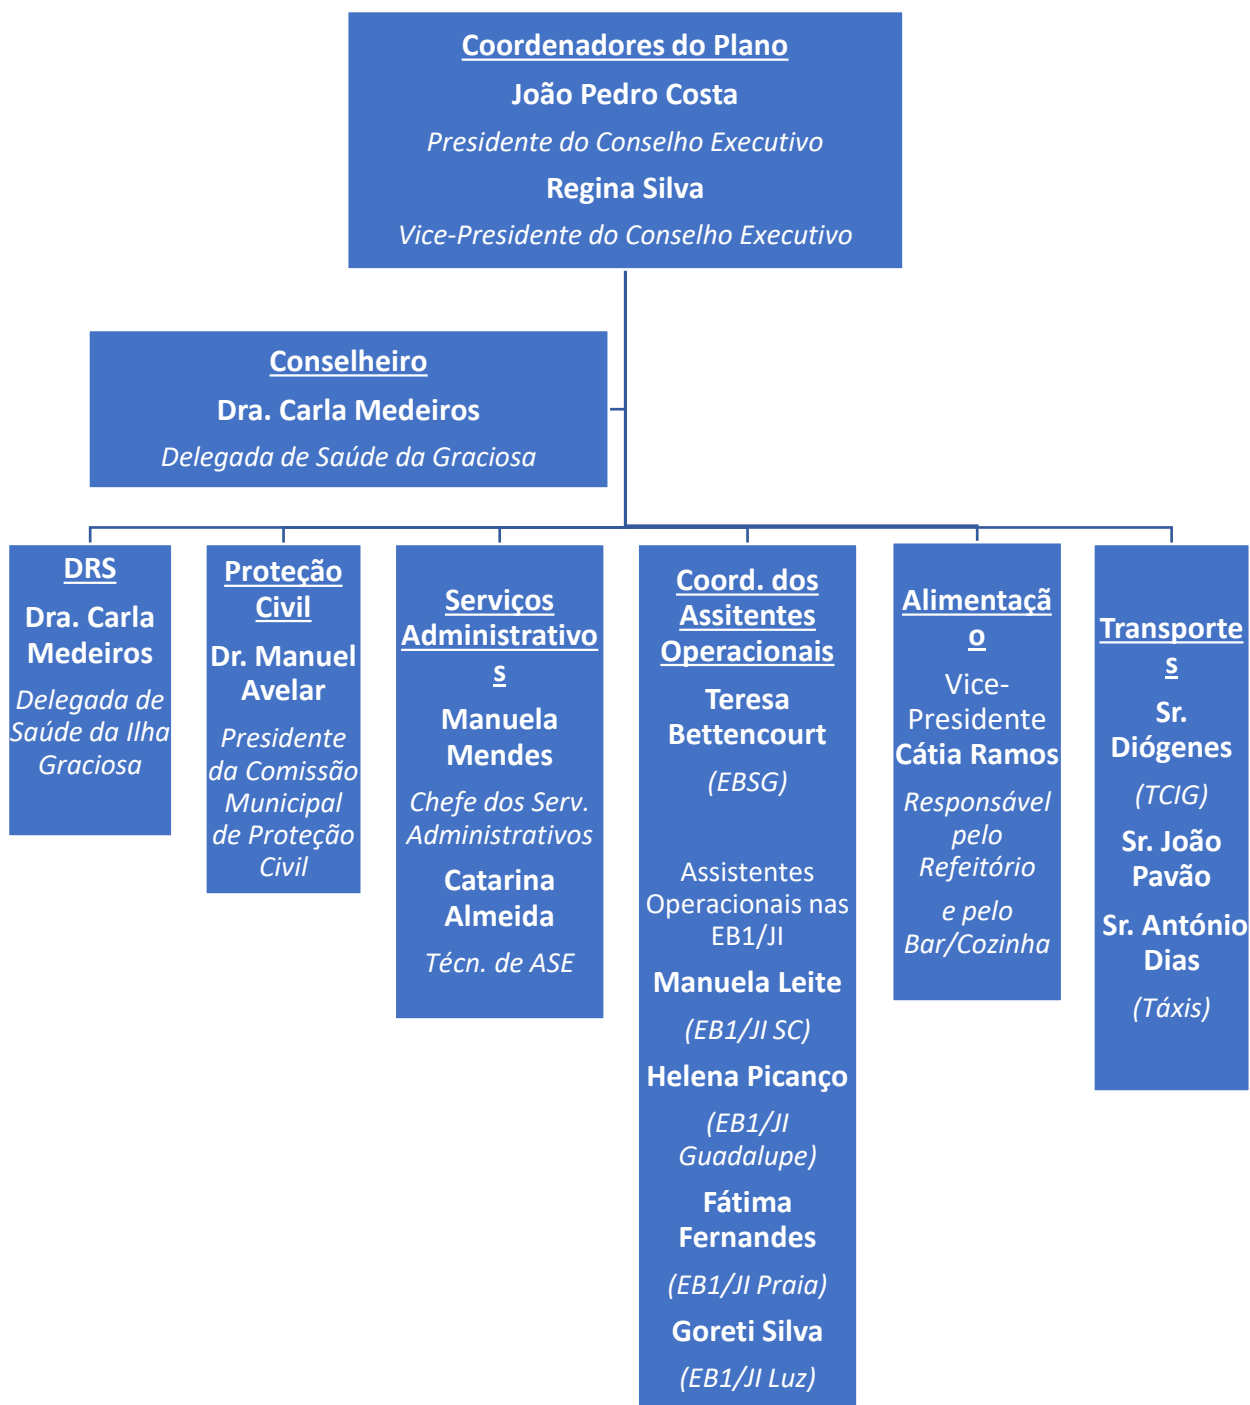 Coordenadores do Plano
João Pedro Costa
Presidente do Conselho Executivo
Regina Silva
Vice-Presidente do Conselho Executivo
Conselheiro
Dra. Carla Medeiros
Delegada de Saúde da Graciosa
DRS
Dra. Carla
Medeiros
Delegada de
Saúde da Ilha
Graciosa
Proteção
Civil
Dr. Manuel
Avelar
Presidente
da Comissão
Municipal
de Proteção
Civil
Serviços
Administrativo
s
Manuela
Mendes
Chefe dos Serv.
Administrativos
Catarina
Almeida
Técn. de ASE
Coord. dos
Assitentes
Operacionais
Teresa
Bettencourt
(EBSG)
Assistentes
Operacionais nas
EB1/JI
Manuela Leite
(EB1/JI SC)
Helena Picanço
(EB1/JI
Guadalupe)
Fátima
Fernandes
(EB1/JI Praia)
Goreti Silva
(EB1/JI Luz)
Alimentaçã
o
Vice-
Presidente
Cátia Ramos
Responsável
pelo
Refeitório
e pelo
Bar/Cozinha
Transporte
s
Sr.
Diógenes
(TCIG)
Sr. João
Pavão
Sr. António
Dias
(Táxis)